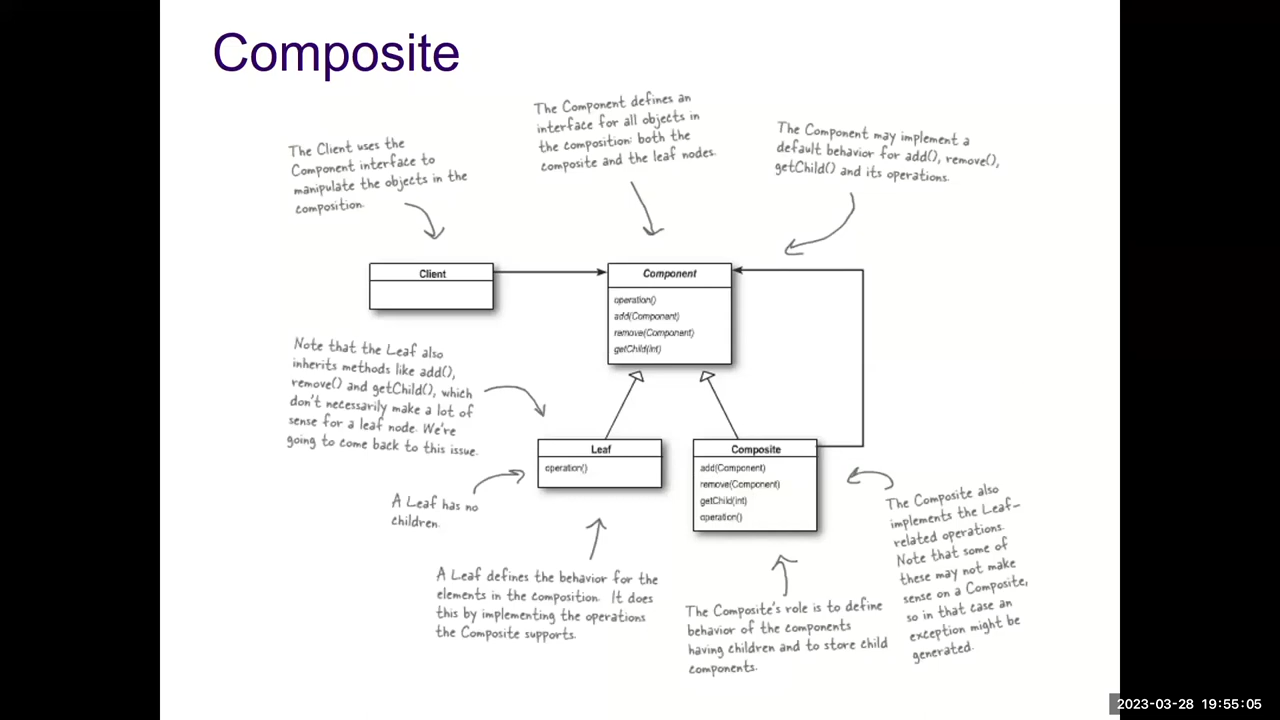 Composite
The Component defines an
interface for all objects in
the composition: both the
composite and the leaf nodes.
The Component may implement a
default behavior for add(), remove(),
getChild() and its operations.
The Client uses the
Component interface to
manipulate the objects in the
composition.
Client
Component
operation()
add(Component)
remove(Component)
getChild(int)
Note that the Leaf also
inherits methods like add(),
remove() and getChild(), which
don't necessarily make a lot of
sense for a leaf node. We're
going to come back to this issue.
Leaf
operation()
Composite
add(Component)
remove(Component)
getChild(int)
operation()
A Leaf has no
children.
The Composite also
implements the Leaf-
related operations.
Note that some of
these may not make
sense on a Composite,
so in that case an
exception might be
generated.
A Leaf defines the behavior for the
elements in the composition. It does
this by implementing the operations
the Composite supports.
The Composite's role is to define
behavior of the components
having children and to store child
components.
2023-03-28 19:55:05